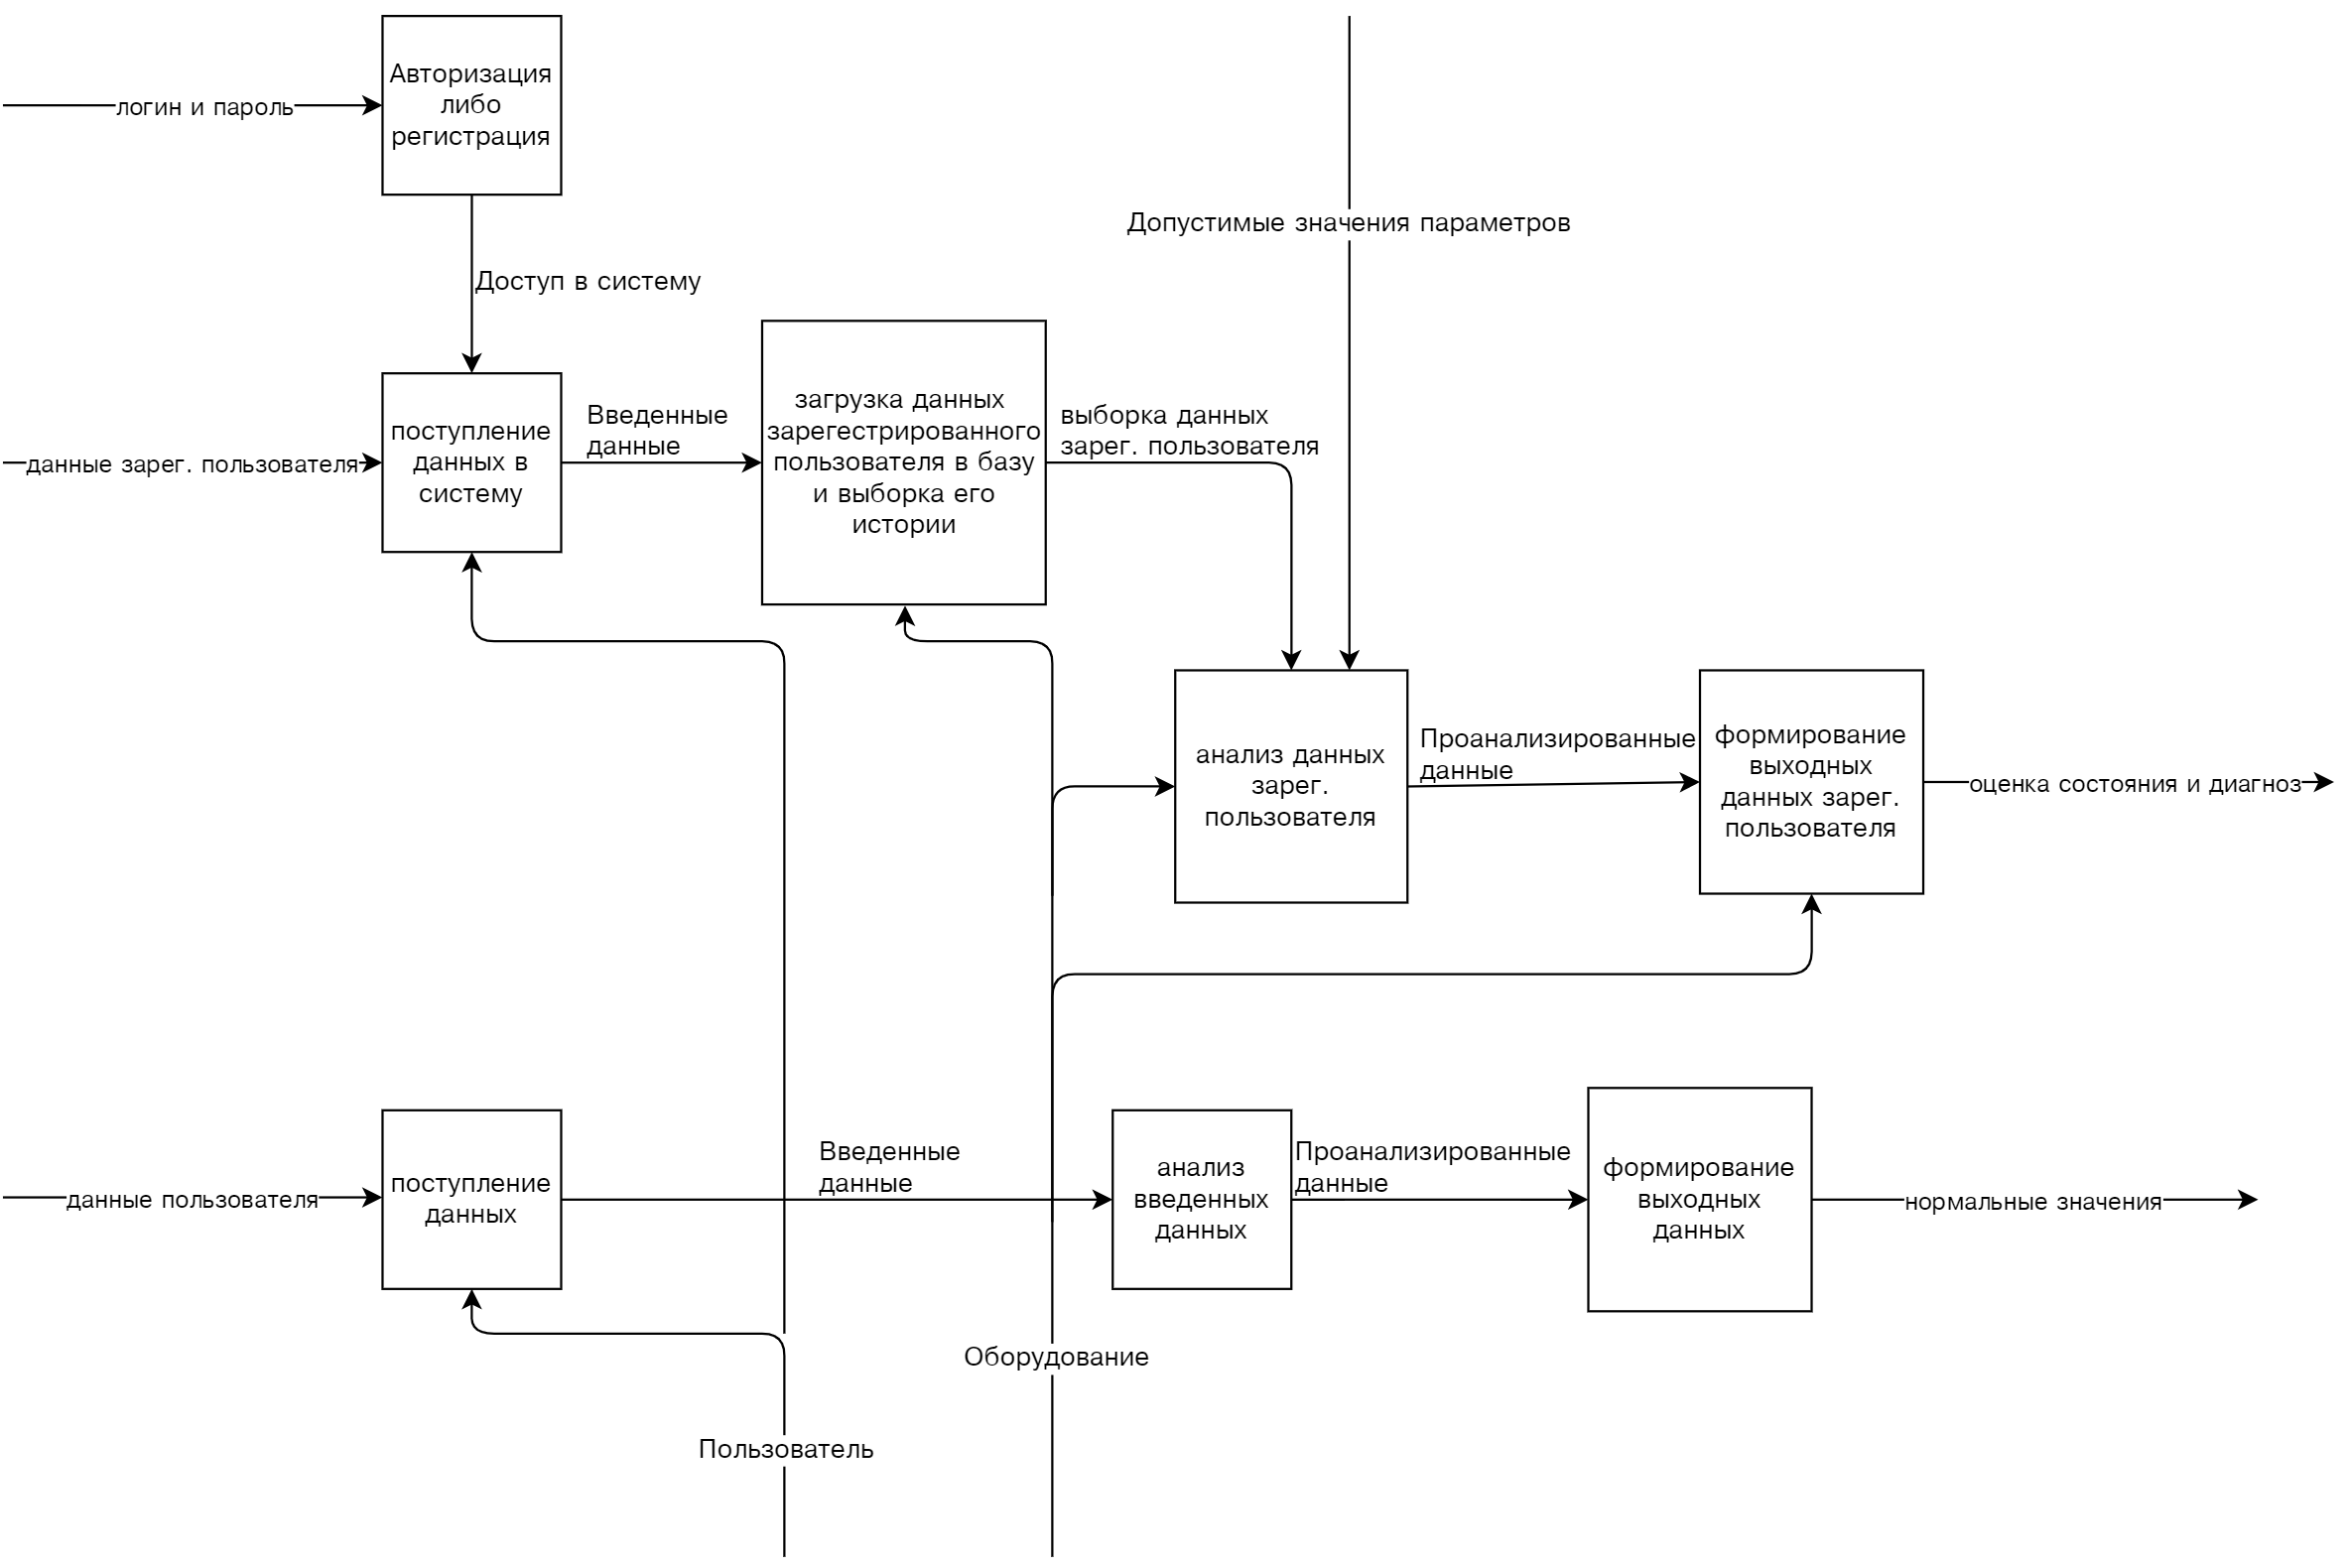 Авторизация
либо
регистрация
логин и пароль
Допустимые значения параметров
Доступ в систему
данные зарег. пользователя
поступление
данных в
систему
Введенные
данные
загрузка данных
зарегестрированного
пользователя в базу
и выборка его
истории
выборка данных
зарег. пользователя
анализ данных
зарег.
пользователя
Проанализированные
данные
формирование
выходных
данных зарег.
пользователя
оценка состояния и диагноз
данные пользователя
поступление
данных
Введенные
данные
анализ
введенных
данных
Проанализированные
данные
формирование
выходных
данных
нормальные значения
Оборудование
Пользователь